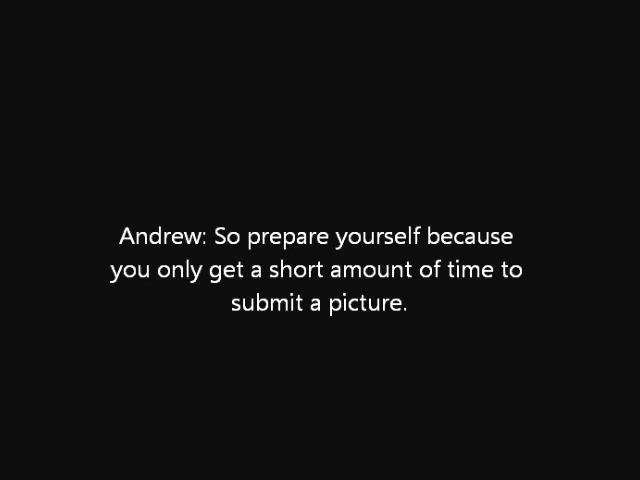 Andrew: So prepare yourself because
you only get a short amount of time to
submit a picture.